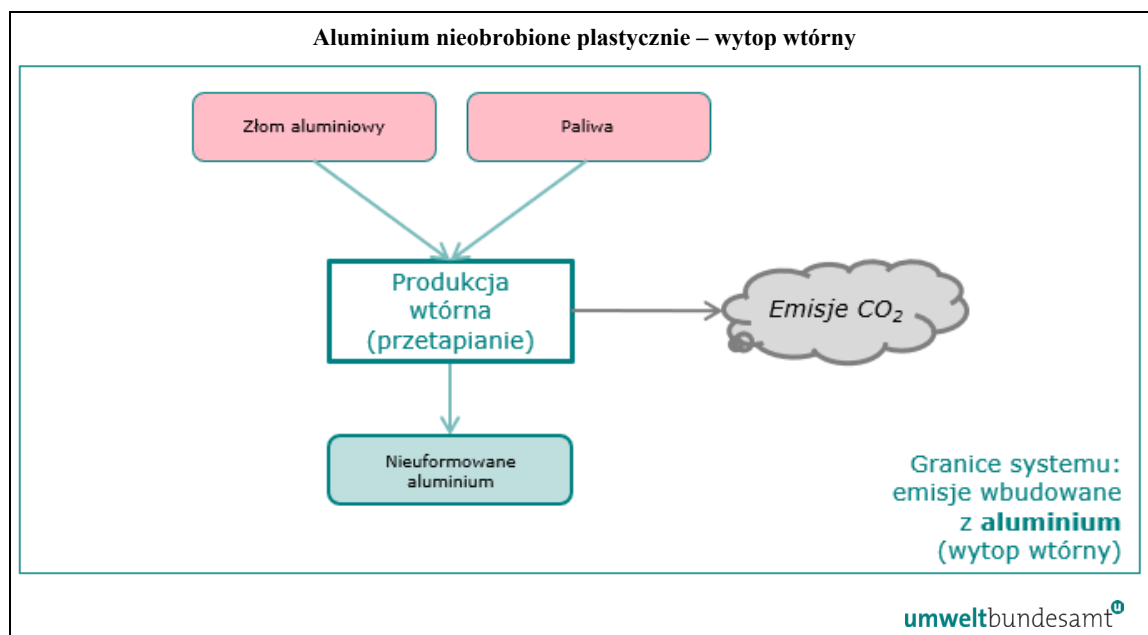 Aluminium nieobrobione plastycznie – wytop wtórny
Złom aluminiowy
Paliwa
Produkcja
wtórna
(przetapianie)
Emisje CO₂
Nieuformowane
aluminium
Granice systemu:
emisje wbudowane
z aluminium
(wytop wtórny)
umweltbundesamt
u